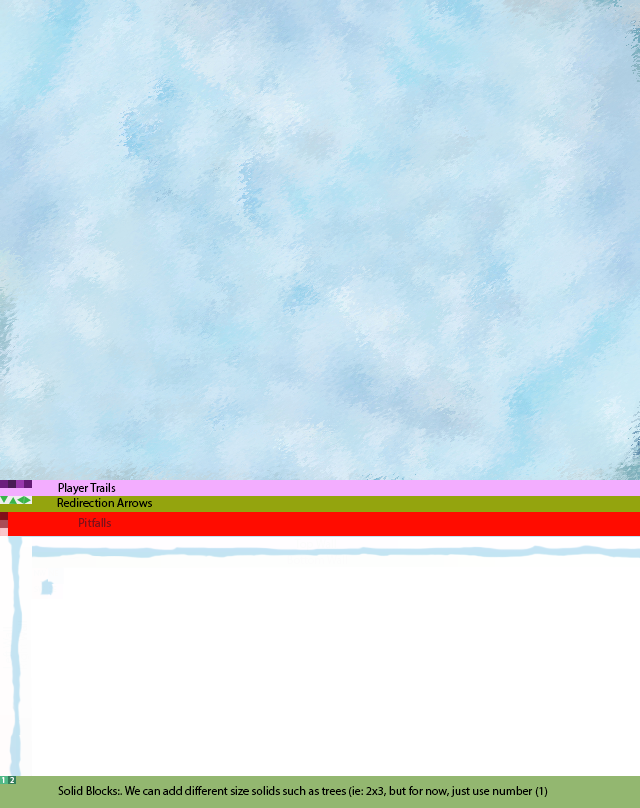 Player Trails
Redirection Arrows
Pitfalls
1 2
Solid Blocks:. We can add different size solids such as trees (ie: 2x3, but for now, just use number (1)